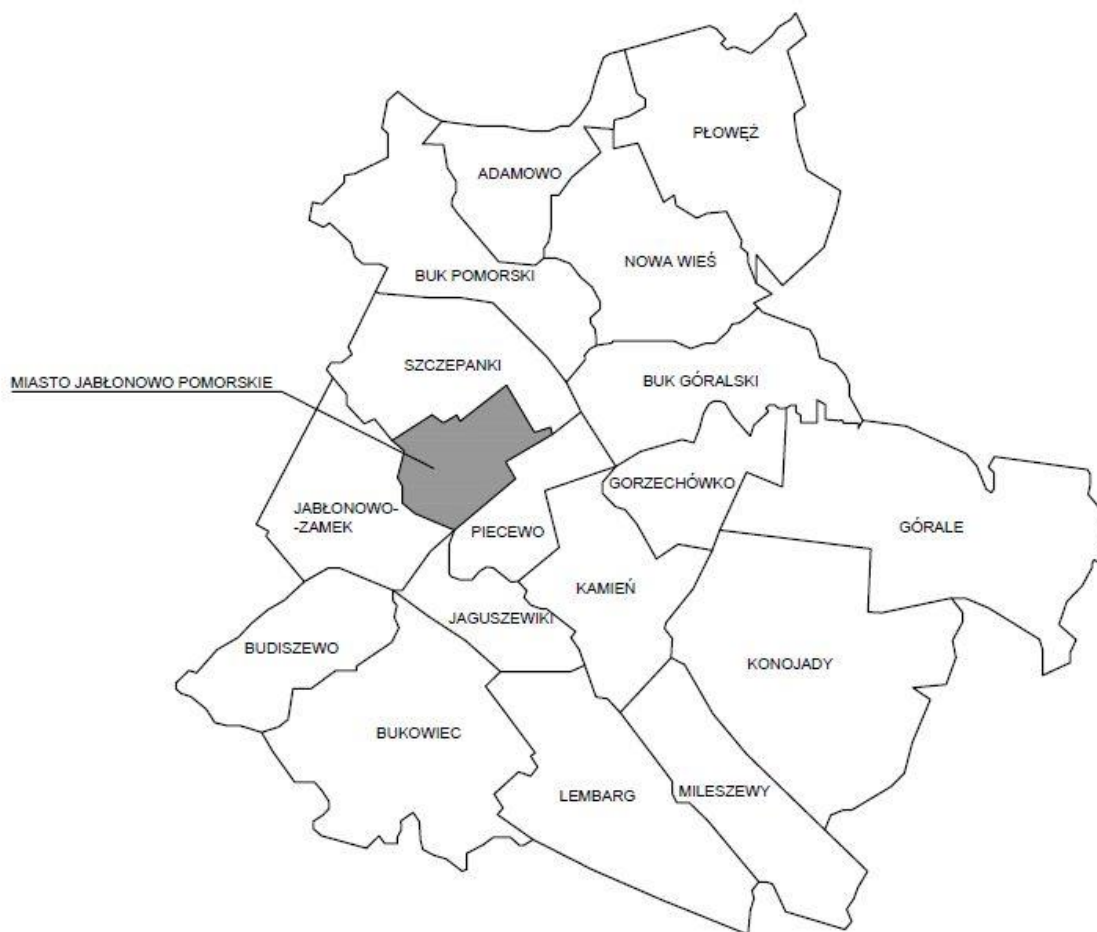 PŁOWĘŻ
ADAMOWO
NOWA WIEŚ
BUK POMORSKI
SZCZEPANKI
MIASTO JABŁONOWO POMORSKIE
BUK GÓRALSKI
GORZECHÓWKO
JABŁONOWO-
-ZAMEK
PIECEWO
GÓRALE
KAMIEŃ
JAGUSZEWIKI
BUDISZEWO
KONOJADY
BUKOWIEC
MILESZEWY
LEMBARG